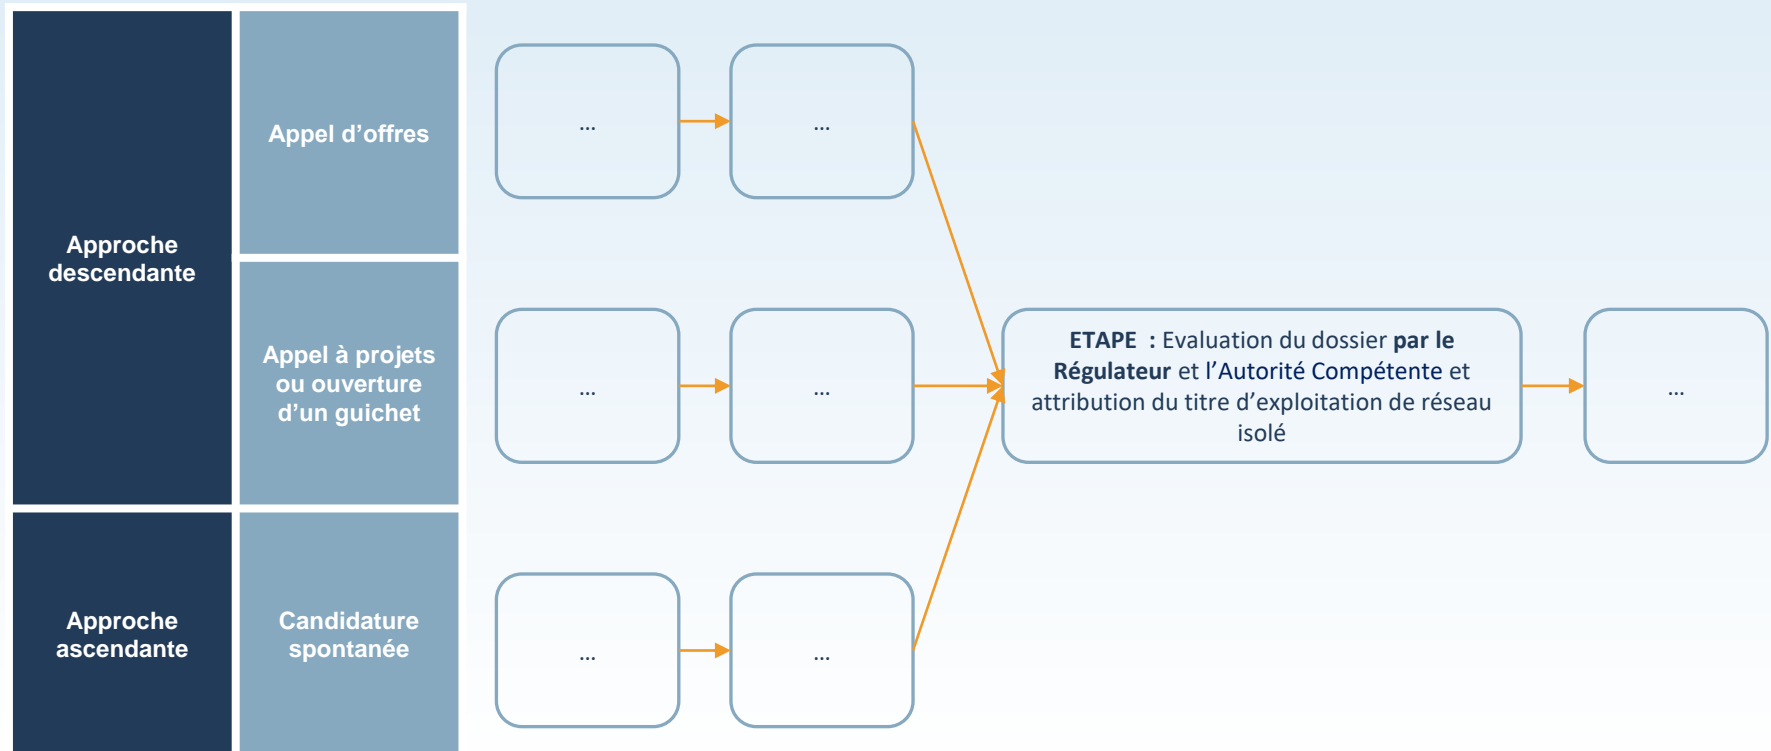 Approche
descendante
Appel d’offres
...
...
Appel à projets
ou ouverture
d’un guichet
...
...
ETAPE : Evaluation du dossier par le
Régulateur et l’Autorité Compétente et
attribution du titre d’exploitation de réseau
isolé
...
Approche
ascendante
Candidature
spontanée
...
...